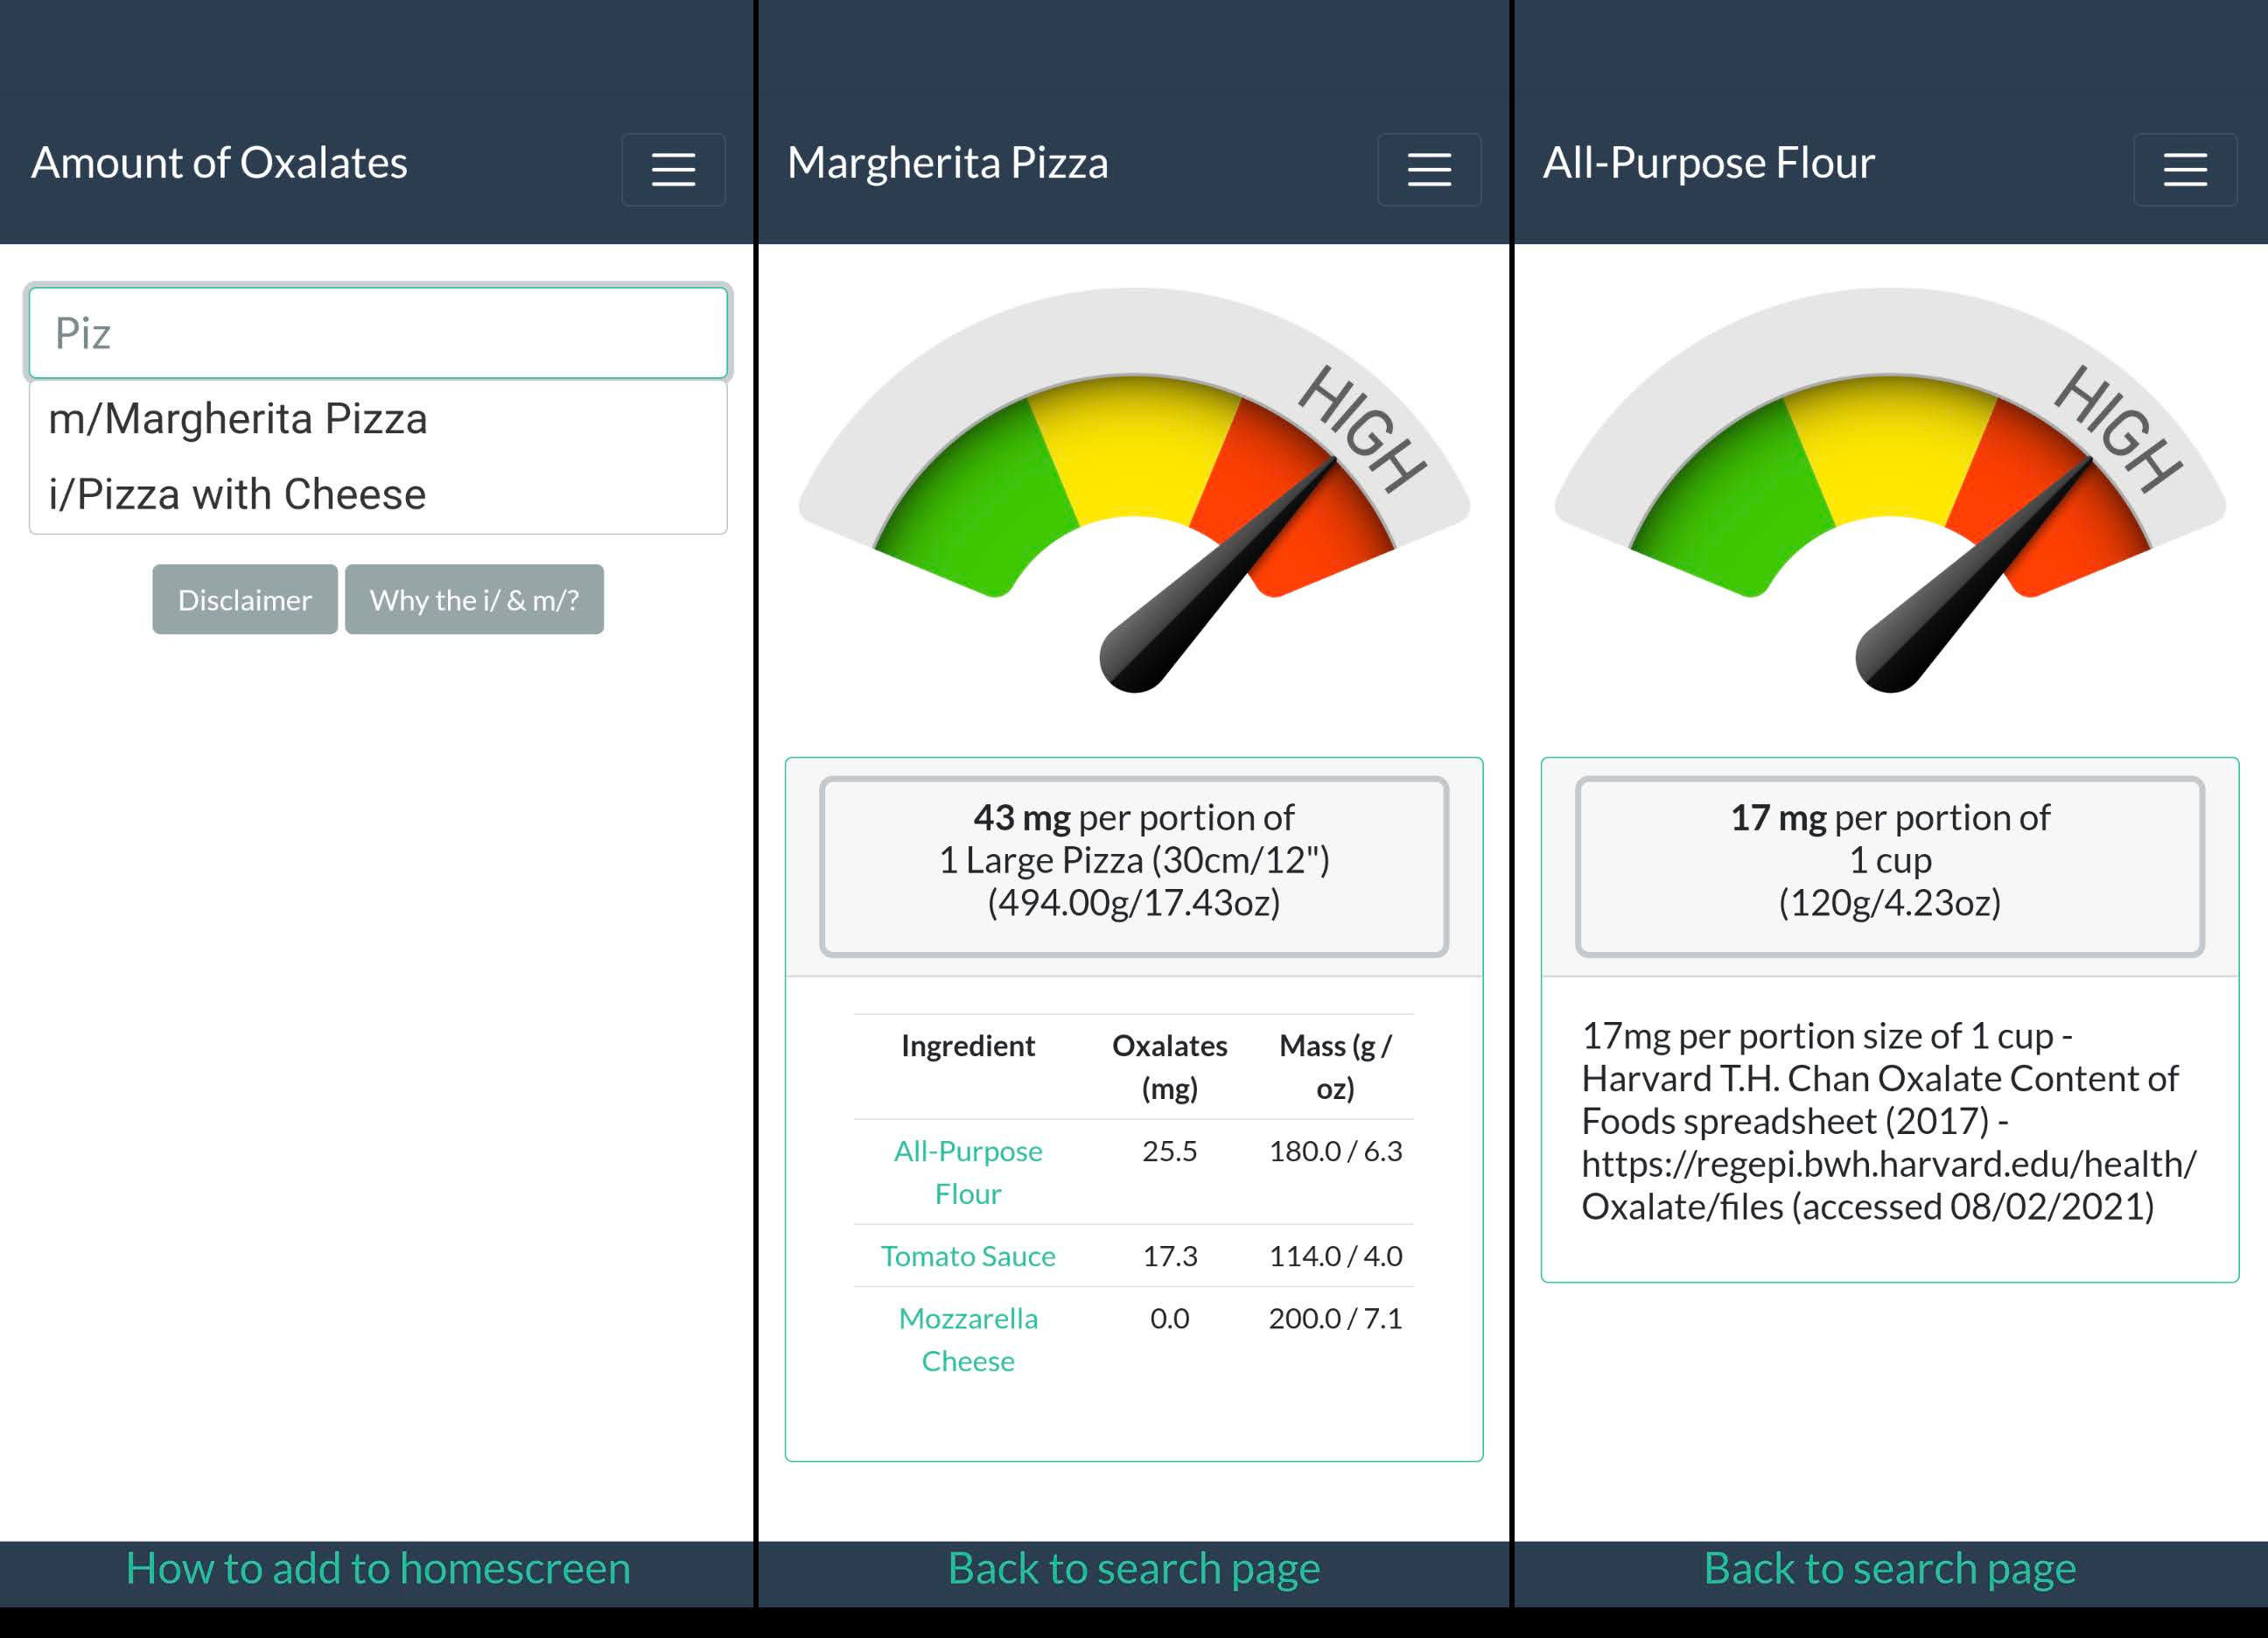 Amount of Oxalates
Piz
m/Margherita Pizza
i/Pizza with Cheese
Disclaimer
Why the i/ & m/?
How to add to homescreen
Margherita Pizza
HIGH
43 mg per portion of
1 Large Pizza (30cm/12")
(494.00g/17.43oz)
Ingredient Oxalates Mass (g /
(mg) oz)
All-Purpose 25.5 180.0 / 6.3
Flour
Tomato Sauce 17.3 114.0 / 4.0
Mozzarella 0.0 200.0 / 7.1
Cheese
Back to search page
All-Purpose Flour
HIGH
17 mg per portion of
1 cup
(120g/4.23oz)
17mg per portion size of 1 cup -
Harvard T.H. Chan Oxalate Content of
Foods spreadsheet (2017) -
https://regepi.bwh.harvard.edu/health/
Oxalate/files (accessed 08/02/2021)
Back to search page